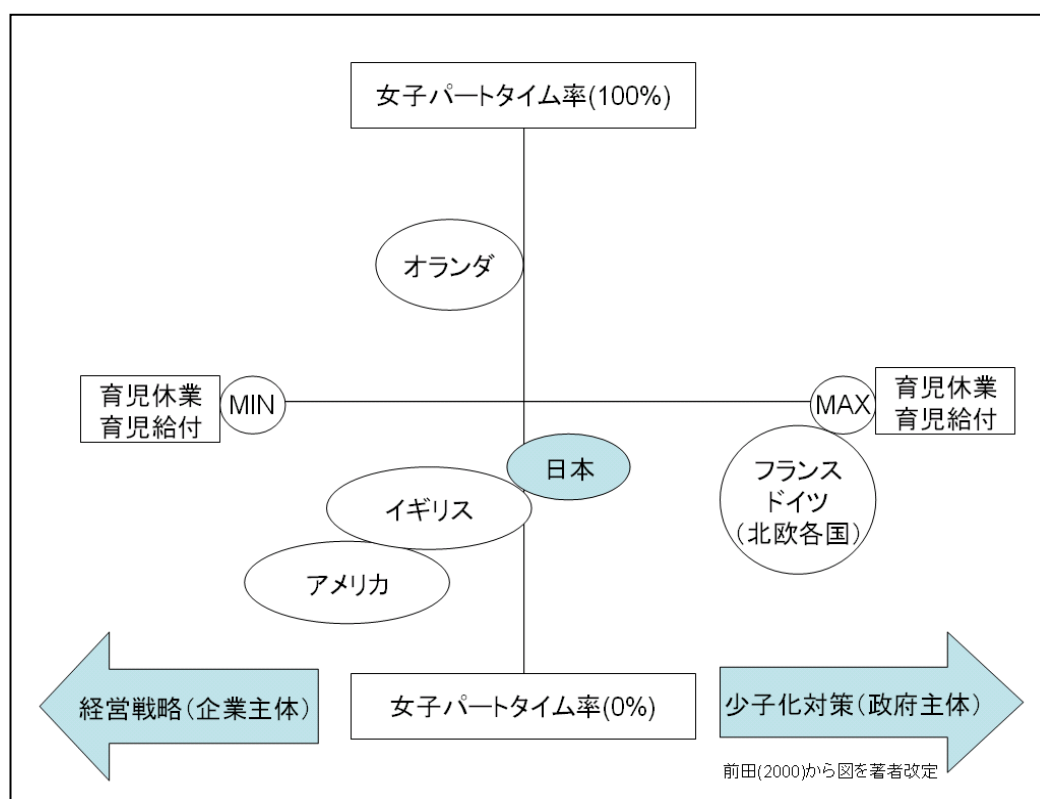 女子パートタイム率(100%)
オランダ
育児休業
育児給付
MIN
MAX
育児休業
育児給付
日本
フランス
ドイツ
（北欧各国）
イギリス
アメリカ
経営戦略（企業主体）
女子パートタイム率(0%)
少子化対策（政府主体）
前田(2000)から図を著者改定